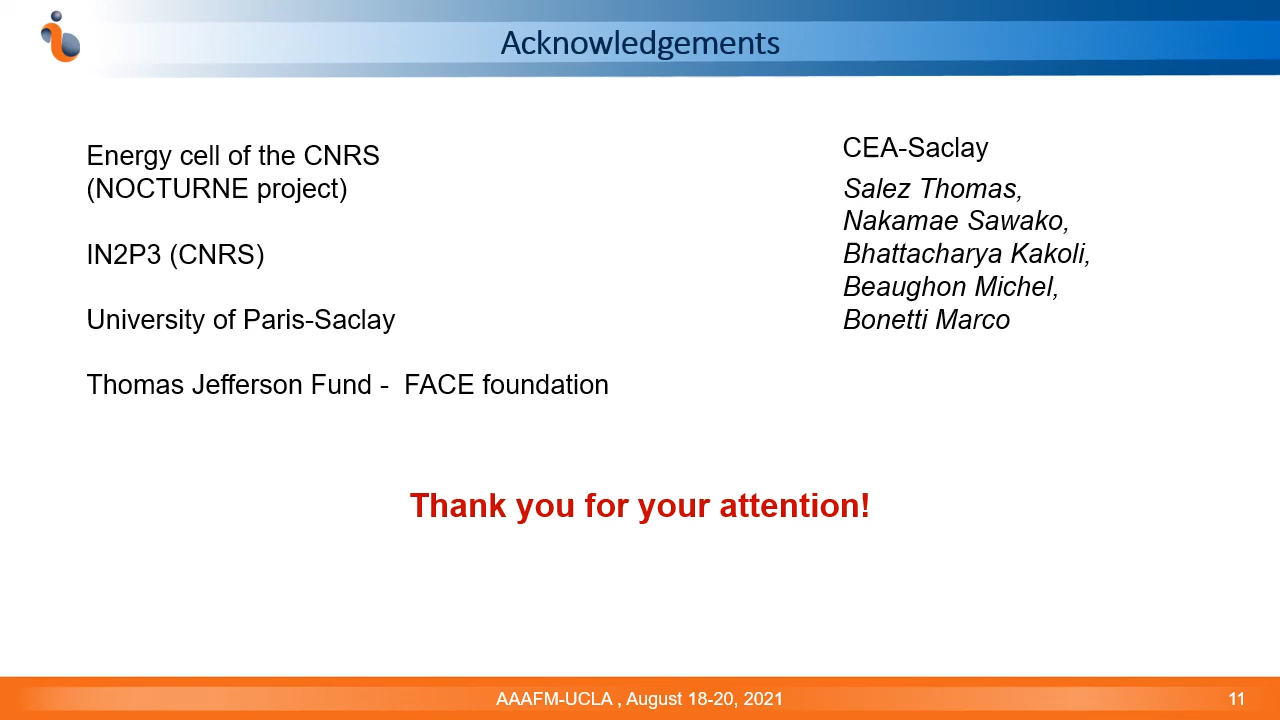 Acknowledgements
Energy cell of the CNRS
(NOCTURNE project)
IN2P3 (CNRS)
University of Paris-Saclay
Thomas Jefferson Fund -  FACE foundation
CEA-Saclay
Salez Thomas,
Nakamae Sawako,
Bhattacharya Kakoli,
Beaughon Michel,
Bonetti Marco
Thank you for your attention!
AAAFM-UCLA , August 18-20, 2021
11